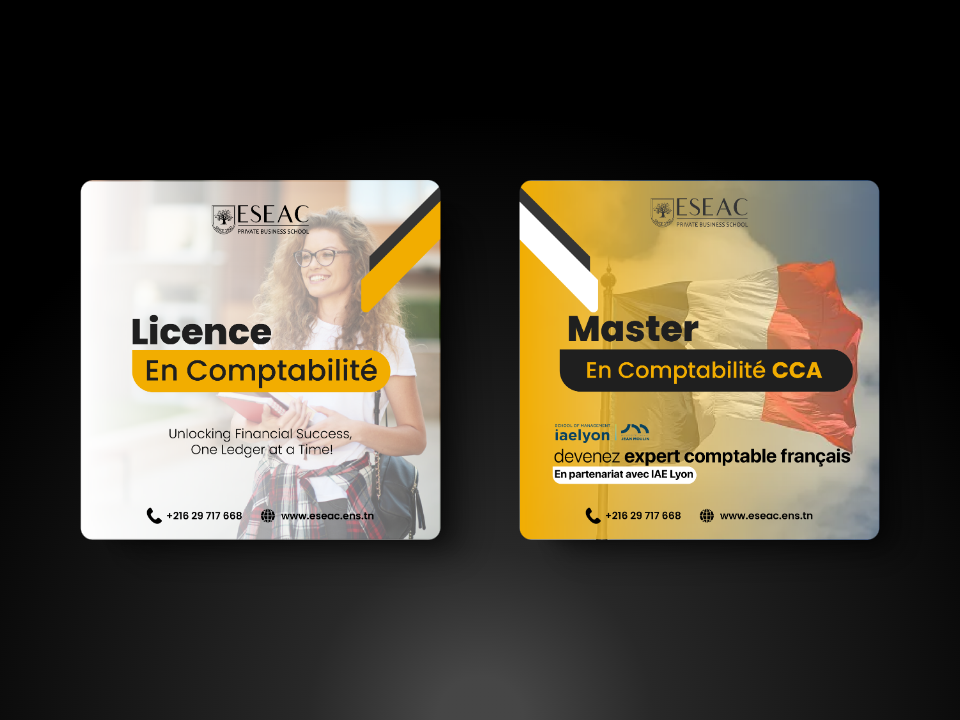 ESEAC
PRIVATE BUSINESS SCHOOL
Licence
En Comptabilité
Unlocking Financial Success,
One Ledger at a Time!
+216 29 717 668
www.eseac.ens.tn
ESEAC
PRIVATE BUSINESS SCHOOL
Master
En Comptabilité CCA
SCHOOL OF MANAGEMENT
iaelyon
JEAN MOULIN
devenez expert comptable français
En partenariat avec IAE Lyon
+216 29 717 668
www.eseac.ens.tn